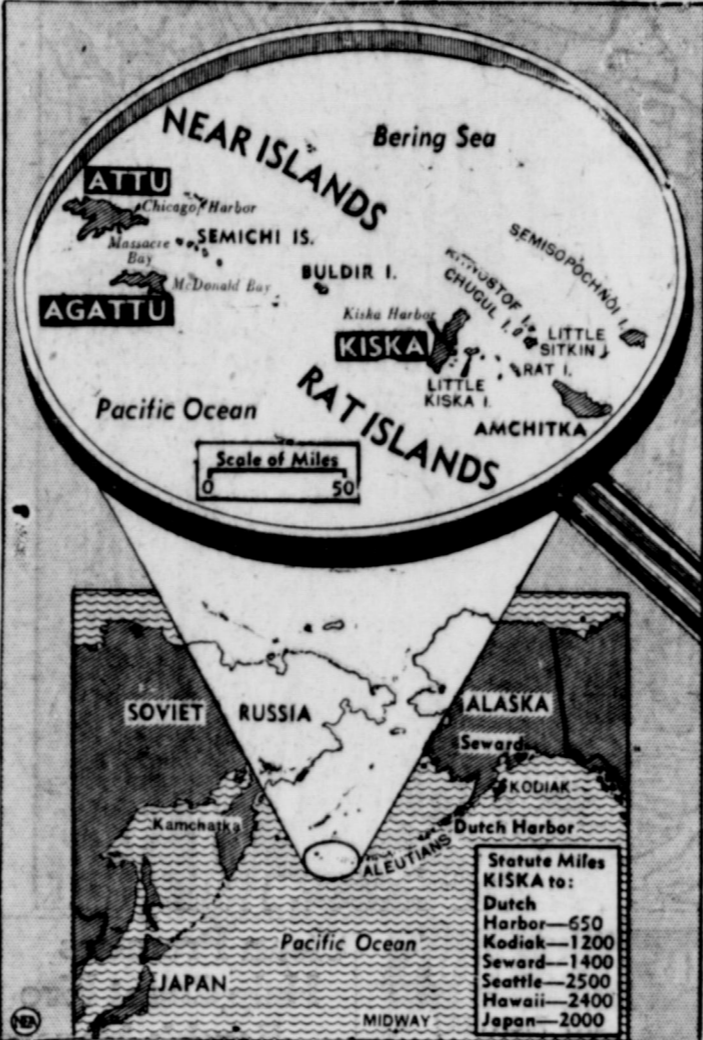 NEAR ISLANDS
Bering Sea
ATTU
Chicagof Harbor
Massacre
Bay
SEMICHI IS.
McDonald Bay
AGATTU
BULDIR I.
SEMISOPOCHNOI I.
CHUGUL I.
Kiska Harbor
KISKA
LITTLE
SITKIN I.
RAT I.
LITTLE
KISKA I.
AMCHITKA
RAT ISLANDS
Pacific Ocean
Scale of Miles
0 50
SOVIET RUSSIA
ALASKA
Seward
KODIAK
Kamchatka
Dutch Harbor
ALEUTIANS
Statute Miles
KISKA to:
Dutch
Harbor—650
Kodiak—1200
Seward—1400
Seattle—2500
Hawaii—2400
Japan—2000
Pacific Ocean
JAPAN
MIDWAY
NEA